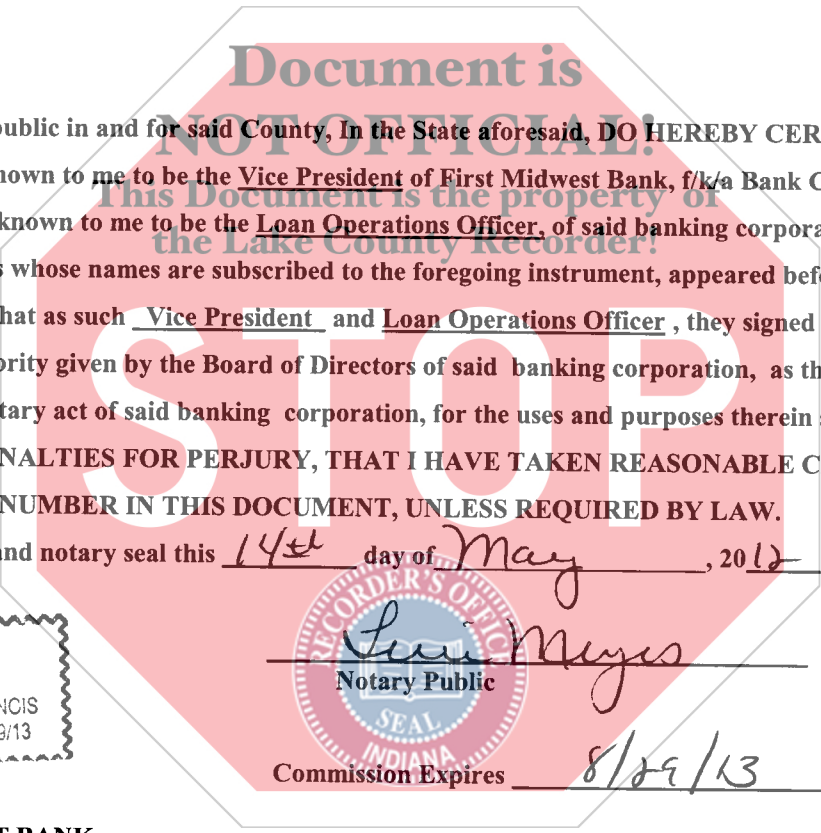 Document is
NOT OFFICIAL!
This Document is the property of
the Lake County Recorder!
STOP
public in and for said County, In the State aforesaid, DO HEREBY CER
nown to me to be the Vice President of First Midwest Bank, f/k/a Bank C
known to me to be the Loan Operations Officer, of said banking corpora
s whose names are subscribed to the foregoing instrument, appeared bef
hat as such Vice President and Loan Operations Officer , they signed
ority given by the Board of Directors of said banking corporation, as th
tary act of said banking corporation, for the uses and purposes therein
NALTIES FOR PERJURY, THAT I HAVE TAKEN REASONABLE C
NUMBER IN THIS DOCUMENT, UNLESS REQUIRED BY LAW.
and notary seal this 14th day of May , 2012
RECORDER'S OFFICE
Notary Public
SEAL
INDIANA
NCIS
9/13
Commission Expires 8/29/13
T BANK